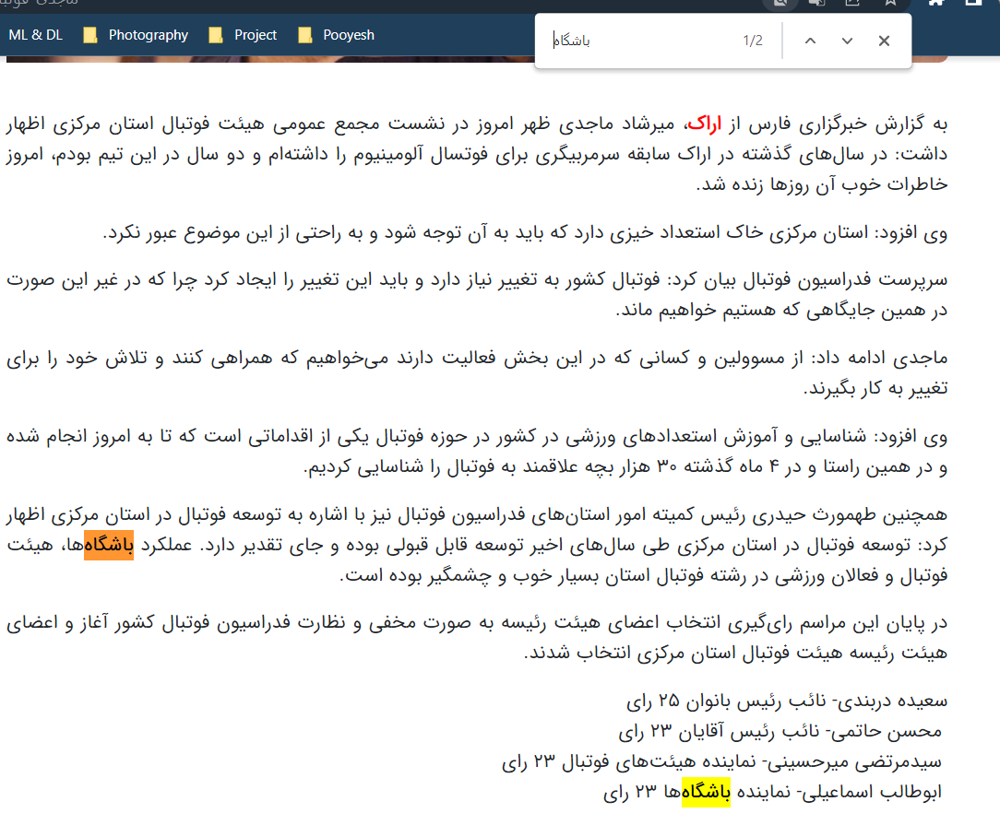 ML & DL
Photography
Project
Pooyesh
باشگاه
1/2
به گزارش خبرگزاری فارس از اراک، میرشاد ماجدی ظهر امروز در نشست مجمع عمومی هیئت فوتبال استان مرکزی اظهار
داشت: در سال‌های گذشته در اراک سابقه سرمربیگری برای فوتسال آلومینیوم را داشته‌ام و دو سال در این تیم بودم، امروز
خاطرات خوب آن روزها زنده شد.
وی افزود: استان مرکزی خاک استعداد خیزی دارد که باید به آن توجه شود و به راحتی از این موضوع عبور نکرد.
سرپرست فدراسیون فوتبال بیان کرد: فوتبال کشور به تغییر نیاز دارد و باید این تغییر را ایجاد کرد چرا که در غیر این صورت
در همین جایگاهی که هستیم خواهیم ماند.
ماجدی ادامه داد: از مسوولین و کسانی که در این بخش فعالیت دارند می‌خواهیم که همراهی کنند و تلاش خود را برای
تغییر به کار بگیرند.
وی افزود: شناسایی و آموزش استعدادهای ورزشی در کشور در حوزه فوتبال یکی از اقداماتی است که تا به امروز انجام شده
و در همین راستا و در ۴ ماه گذشته ۳۰ هزار بچه علاقمند به فوتبال را شناسایی کردیم.
همچنین طهمورث حیدری رئیس کمیته امور استان‌های فدراسیون فوتبال نیز با اشاره به توسعه فوتبال در استان مرکزی اظهار
کرد: توسعه فوتبال در استان مرکزی طی سال‌های اخیر توسعه قابل قبولی بوده و جای تقدیر دارد. عملکرد باشگاه‌ها، هیئت
فوتبال و فعالان ورزشی در رشته فوتبال استان بسیار خوب و چشمگیر بوده است.
در پایان این مراسم رای‌گیری انتخاب اعضای هیئت رئیسه به صورت مخفی و نظارت فدراسیون فوتبال کشور آغاز و اعضای
هیئت رئیسه هیئت فوتبال استان مرکزی انتخاب شدند.
سعیده دربندی- نائب رئیس بانوان ۲۵ رای
محسن حاتمی- نائب رئیس آقایان ۲۳ رای
سیدمرتضی میرحسینی- نماینده هیئت‌های فوتبال ۲۳ رای
ابوطالب اسماعیلی- نماینده باشگاه‌ها ۲۳ رای